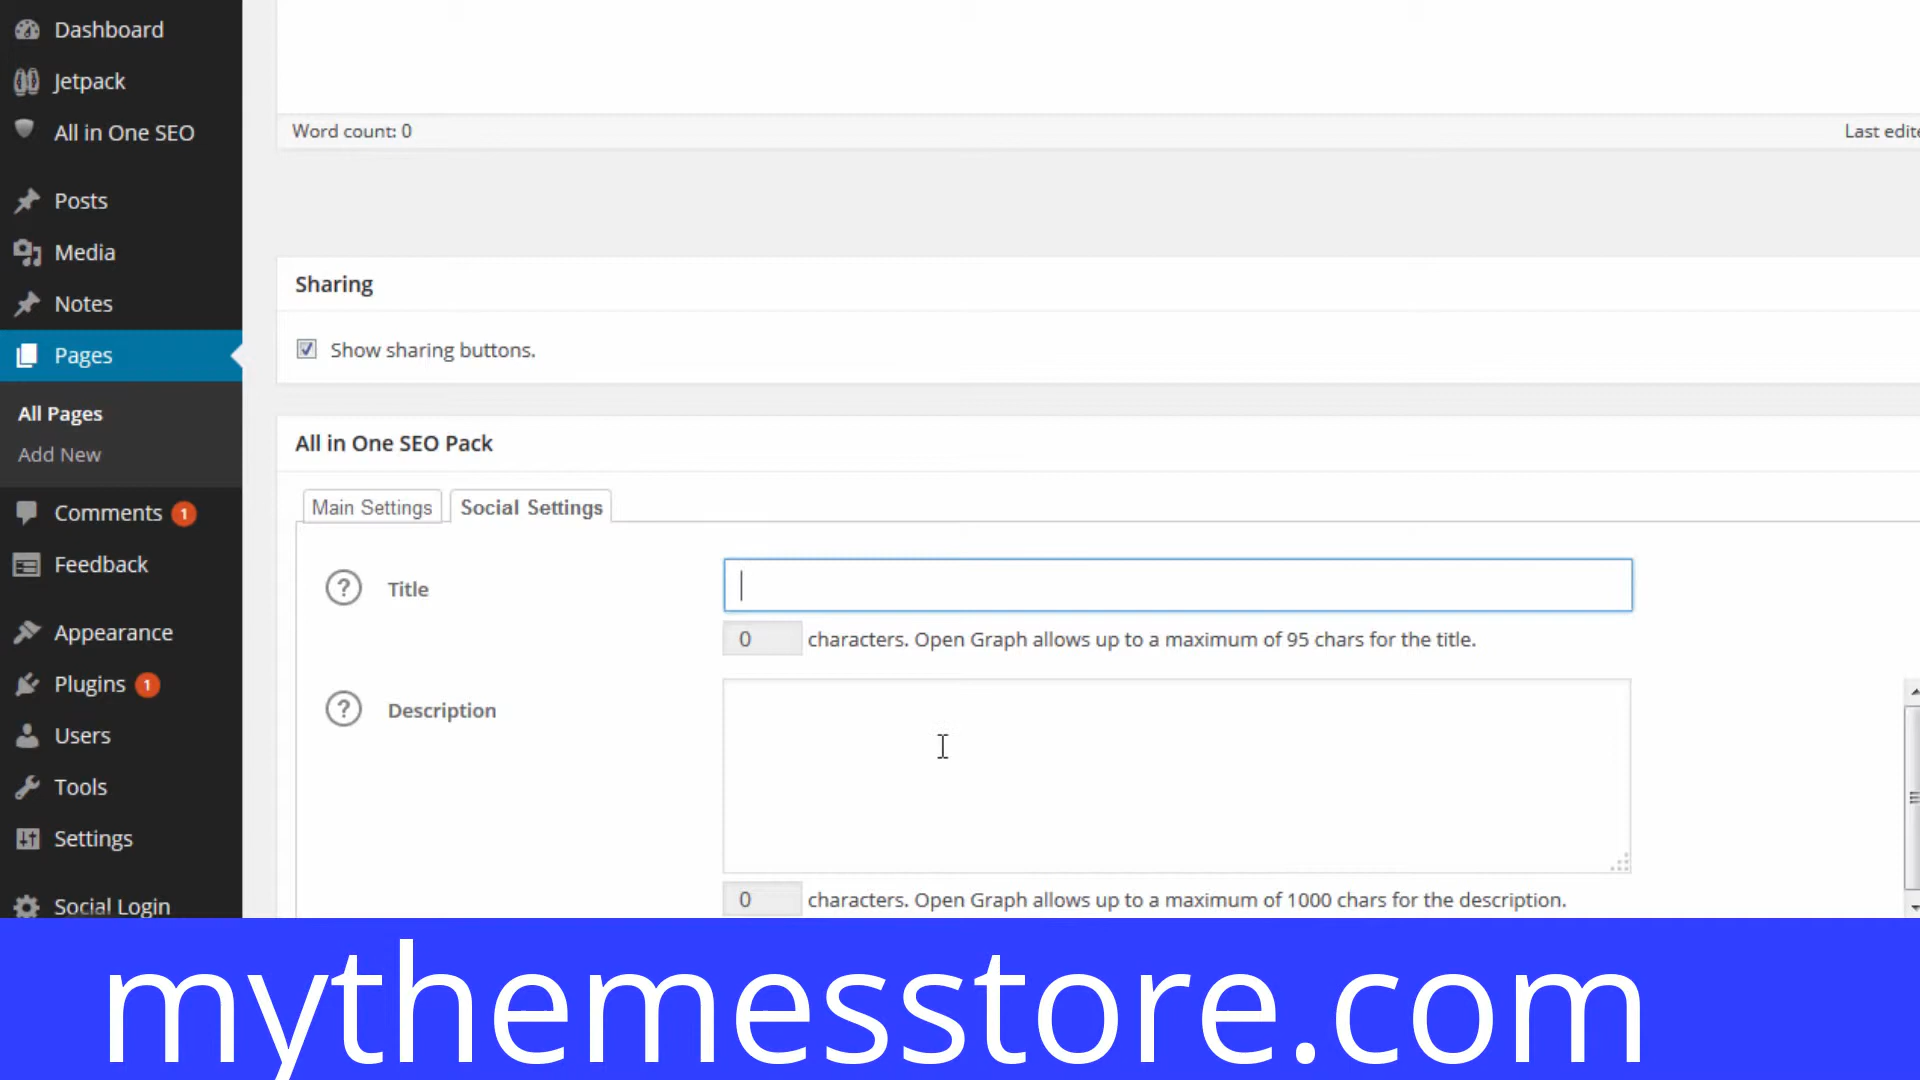 Dashboard
Jetpack
All in One SEO
Posts
Media
Notes
Pages
All Pages
Add New
Comments 1
Feedback
Appearance
Plugins 1
Users
Tools
Settings
Social Login
Word count: 0
Last edite
Sharing
Show sharing buttons.
All in One SEO Pack
Main Settings
Social Settings
? Title
0 characters. Open Graph allows up to a maximum of 95 chars for the title.
? Description
0 characters. Open Graph allows up to a maximum of 1000 chars for the description.
mythemesstore.com